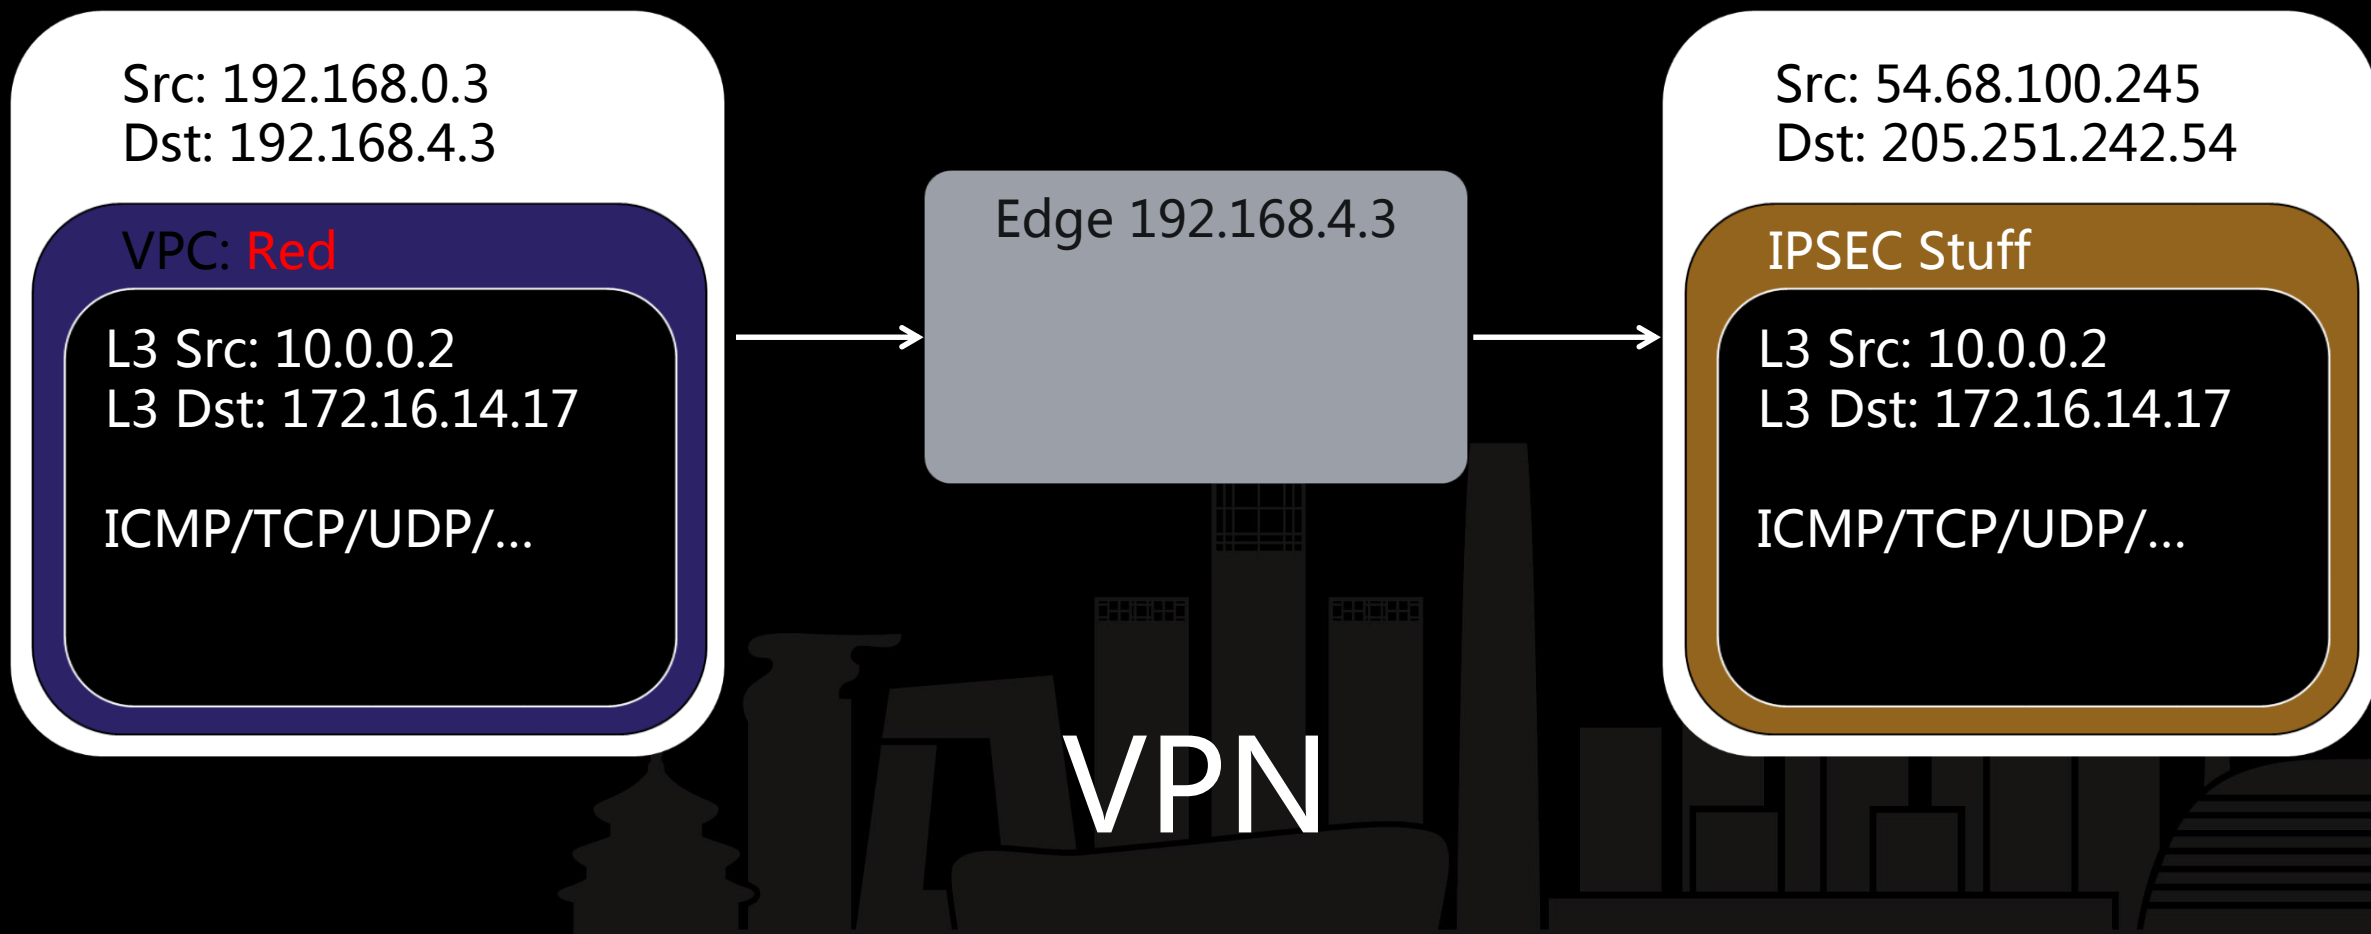 Src: 192.168.0.3
Dst: 192.168.4.3
VPC: Red
L3 Src: 10.0.0.2
L3 Dst: 172.16.14.17
ICMP/TCP/UDP/...
Edge 192.168.4.3
Src: 54.68.100.245
Dst: 205.251.242.54
IPSEC Stuff
L3 Src: 10.0.0.2
L3 Dst: 172.16.14.17
ICMP/TCP/UDP/...
VPN